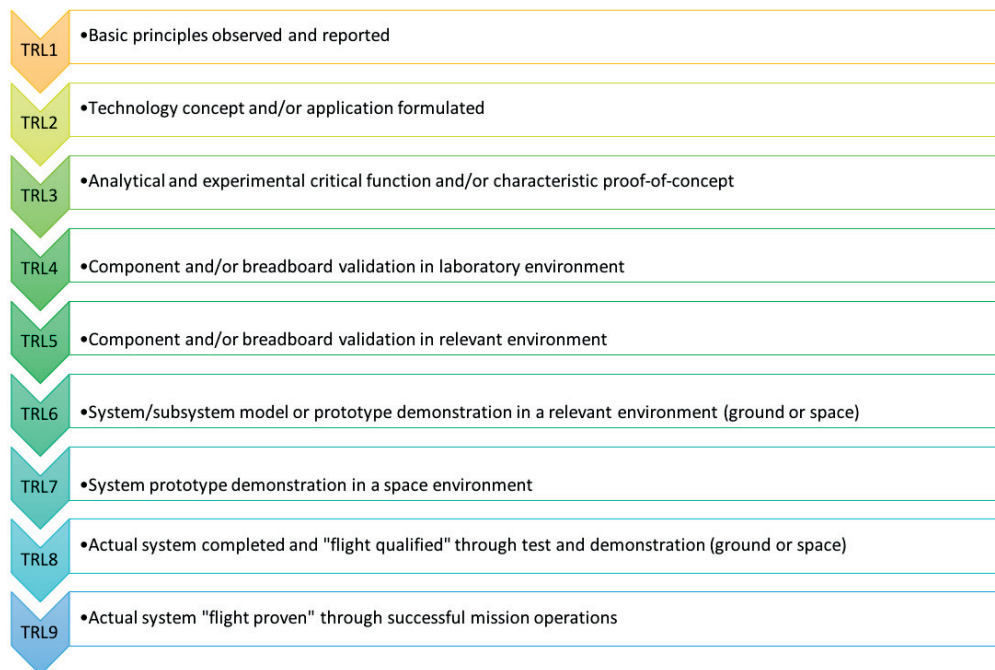 TRL1
•Basic principles observed and reported
TRL2
•Technology concept and/or application formulated
TRL3
•Analytical and experimental critical function and/or characteristic proof-of-concept
TRL4
•Component and/or breadboard validation in laboratory environment
TRL5
•Component and/or breadboard validation in relevant environment
TRL6
•System/subsystem model or prototype demonstration in a relevant environment (ground or space)
TRL7
•System prototype demonstration in a space environment
TRL8
•Actual system completed and "flight qualified" through test and demonstration (ground or space)
TRL9
•Actual system "flight proven" through successful mission operations